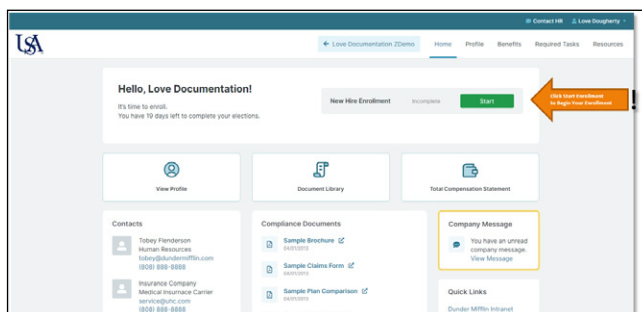 Contact HR Love Dougherty
USA
← Love Documentation ZDemo Home Profile Benefits Required Tasks Resources
Hello, Love Documentation!
It's time to enroll.
You have 19 days left to complete your elections.
New Hire Enrollment Incomplete Start
Click Start Enrollment
to Begin Your Enrollment
!
View Profile
Document Library
Total Compensation Statement
Contacts
Tobey Flenderson
Human Resources
tobey@dundermifflin.com
(808) 888-8888
Insurance Company
Medical Insurnace Carrier
service@uhc.com
(808) 888-8888
Compliance Documents
Sample Brochure
04/01/2013
Sample Claims Form
04/01/2013
Sample Plan Comparison
04/01/2013
Company Message
You have an unread
company message.
View Message
Quick Links
Dunder Mifflin Intranet